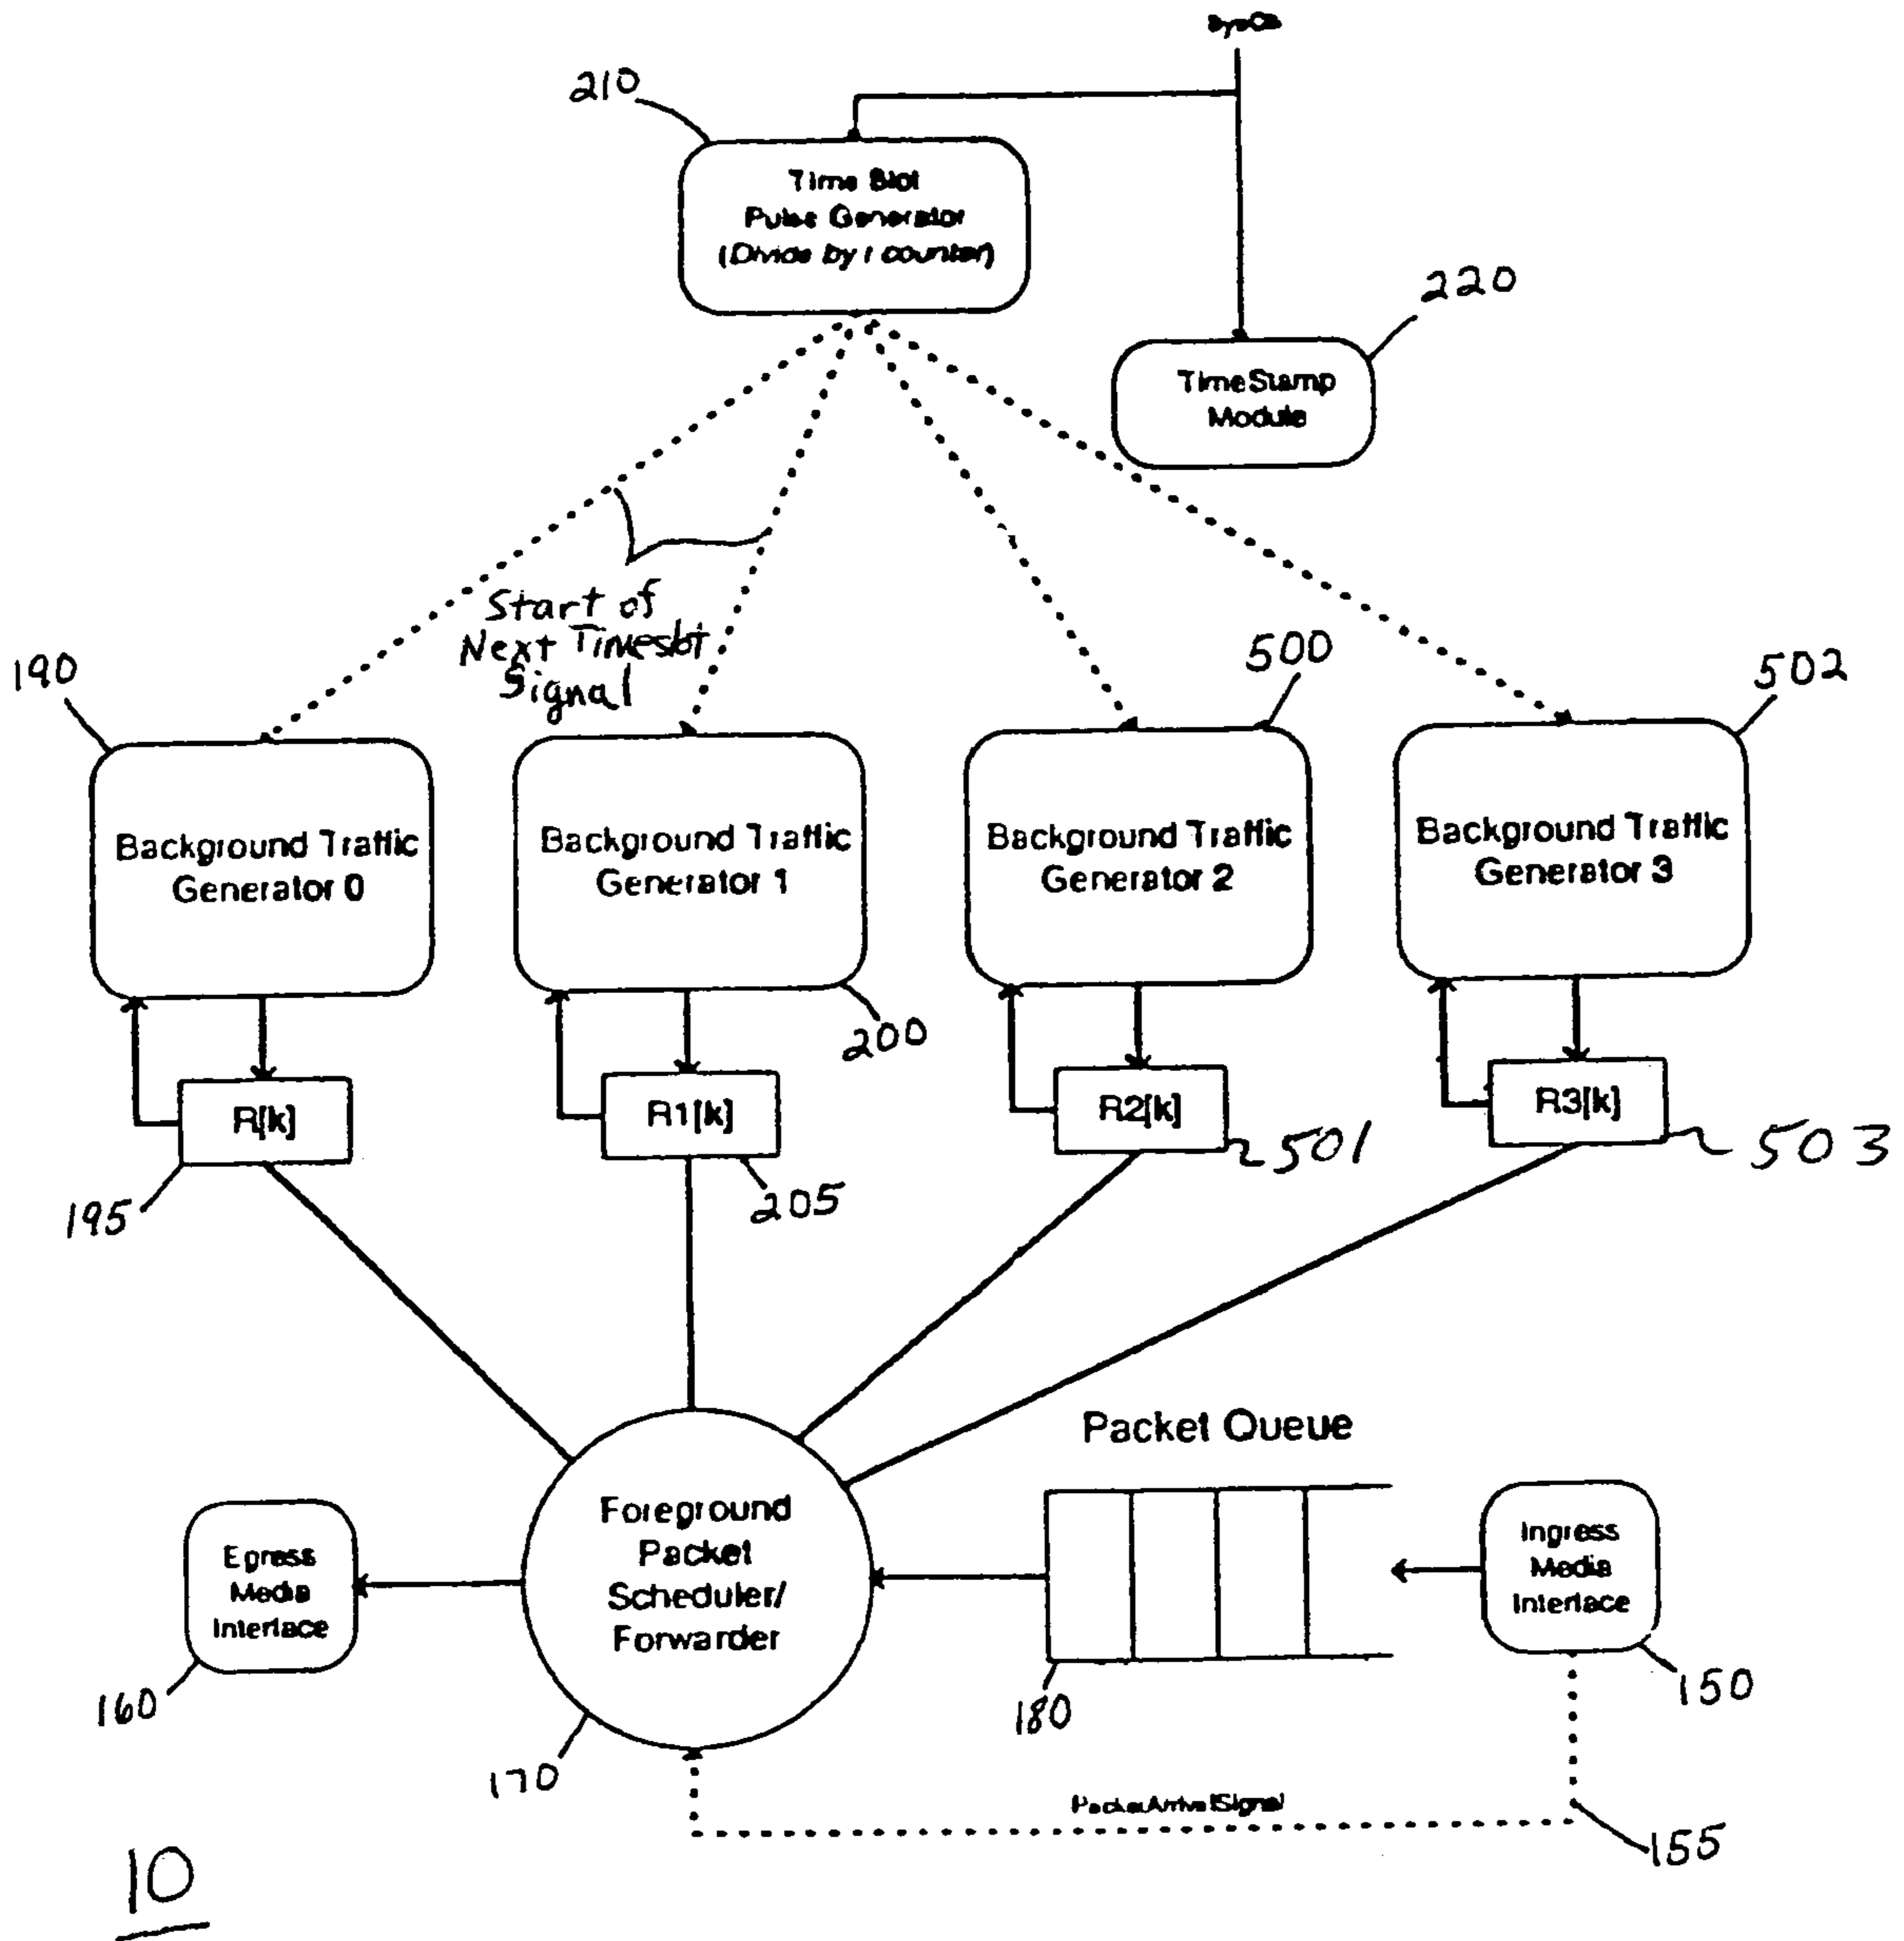 210
Time Slot
Pulse Generator
(Divide by r counter)
220
TimeStamp
Module
Start of
Next Timeslot
Signal
190
500
502
Background Traffic
Generator 0
Background Traffic
Generator 1
Background Traffic
Generator 2
Background Traffic
Generator 3
200
R[k]
R1[k]
R2[k]
R3[k]
195
205
501
503
Packet Queue
Egress
Media
Interface
Foreground
Packet
Scheduler/
Forwarder
Ingress
Media
Interface
160
170
180
150
PacketArrivalSignal
155
10